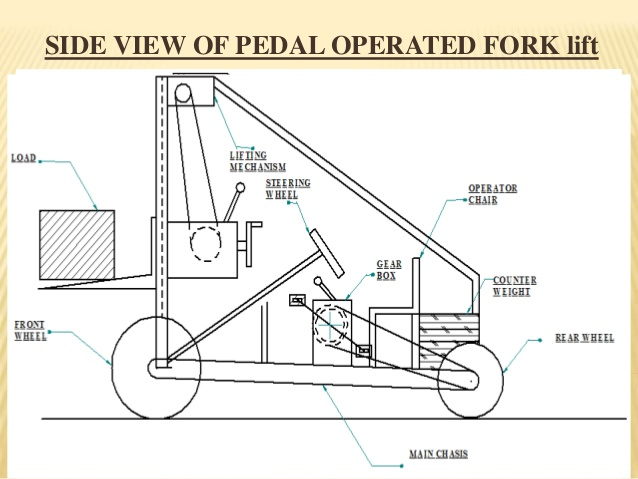 SIDE VIEW OF PEDAL OPERATED FORK lift
LOAD
LIFTING
MECHANISM
STEERING
WHEEL
OPERATOR
CHAIR
GEAR
BOX
COUNTER
WEIGHT
FRONT
WHEEL
REAR WHEEL
MAIN CHASIS